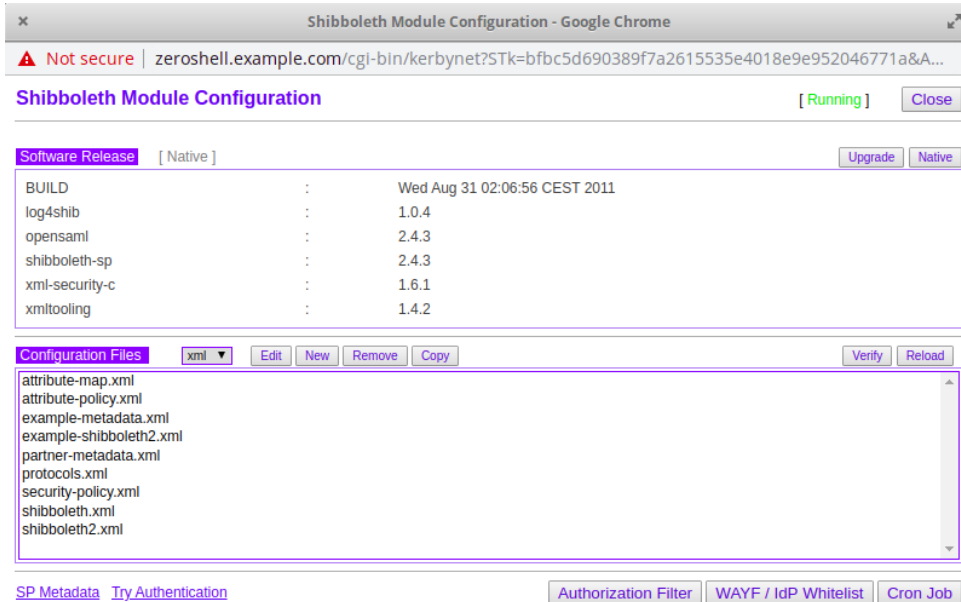 Shibboleth Module Configuration - Google Chrome
Not secure | zeroshell.example.com/cgi-bin/kerbynet?STk=bfbc5d690389f7a2615535e4018e9e952046771a&A...
Shibboleth Module Configuration [ Running ] Close
Software Release [ Native ] Upgrade Native
BUILD : Wed Aug 31 02:06:56 CEST 2011
log4shib : 1.0.4
opensaml : 2.4.3
shibboleth-sp : 2.4.3
xml-security-c : 1.6.1
xmltooling : 1.4.2
Configuration Files xml Edit New Remove Copy Verify Reload
attribute-map.xml
attribute-policy.xml
example-metadata.xml
example-shibboleth2.xml
partner-metadata.xml
protocols.xml
security-policy.xml
shibboleth.xml
shibboleth2.xml
SP Metadata Try Authentication Authorization Filter WAYF / IdP Whitelist Cron Job